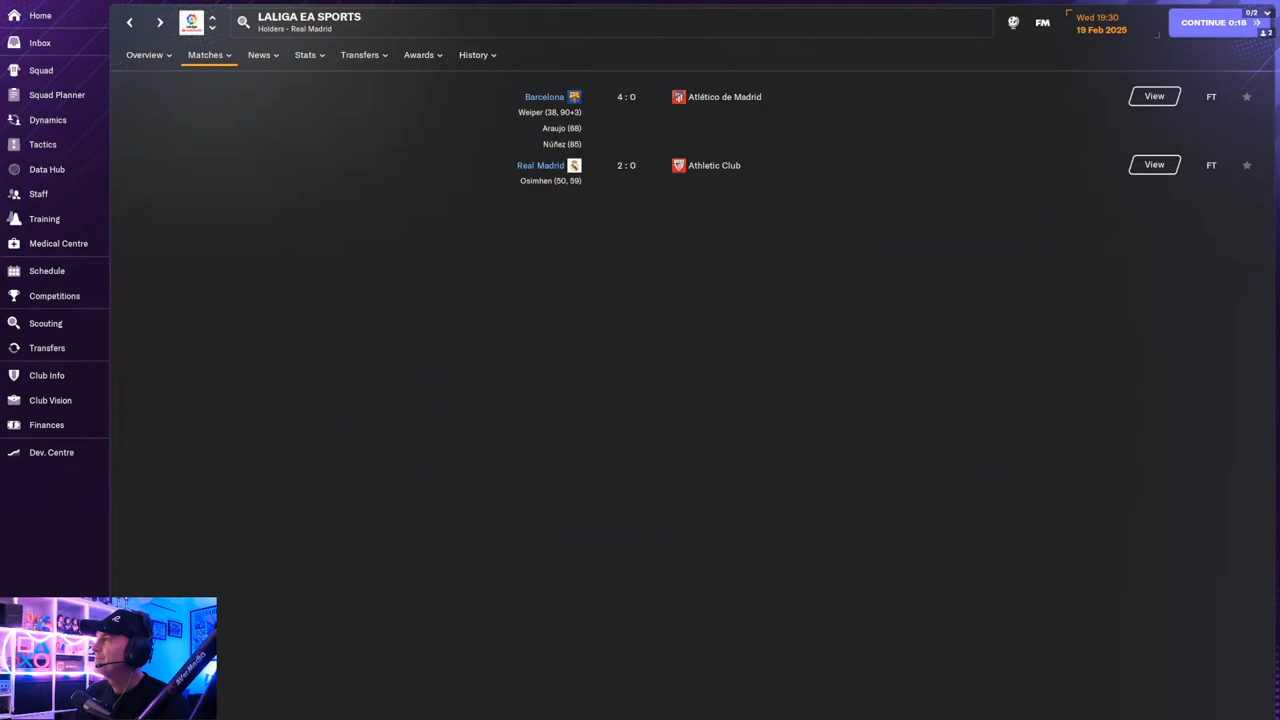 Home
Inbox
Squad
Squad Planner
Dynamics
Tactics
Data Hub
Staff
Training
Medical Centre
Schedule
Competitions
Scouting
Transfers
Club Info
Club Vision
Finances
Dev. Centre
LALIGA EA SPORTS
Holders - Real Madrid
FM
Wed 19:30
19 Feb 2025
0/2
CONTINUE 0:18
2
Overview Matches News Stats Transfers Awards History
Barcelona 4 : 0 Atlético de Madrid View FT
Weiper (38, 90+3)
Araujo (68)
Núñez (85)
Real Madrid 2 : 0 Athletic Club View FT
Osimhen (50, 59)
AVerMedia